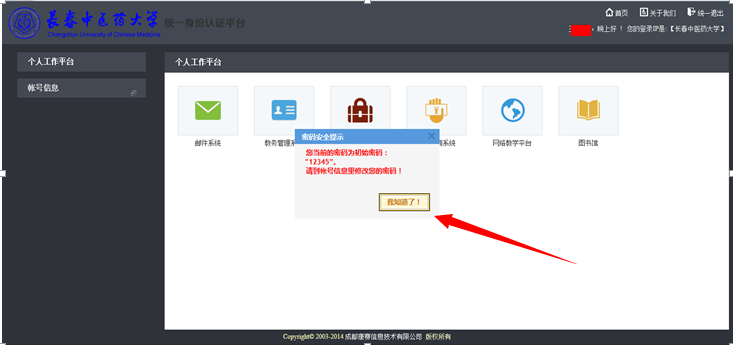 长春中医药大学 统一身份认证平台
Changchun University of Chinese Medicine
首页 关于我们 统一退出
晚上好 ! 您的登录IP是:【长春中医药大学】
个人工作平台
帐号信息
个人工作平台
邮件系统
教务管理系
系统
网络教学平台
图书馆
密码安全提示
您当前的密码为初始密码:
"12345"。
请到帐号信息里修改您的密码!
我知道了!
Copyright© 2003-2014 成都康赛信息技术有限公司 版权所有